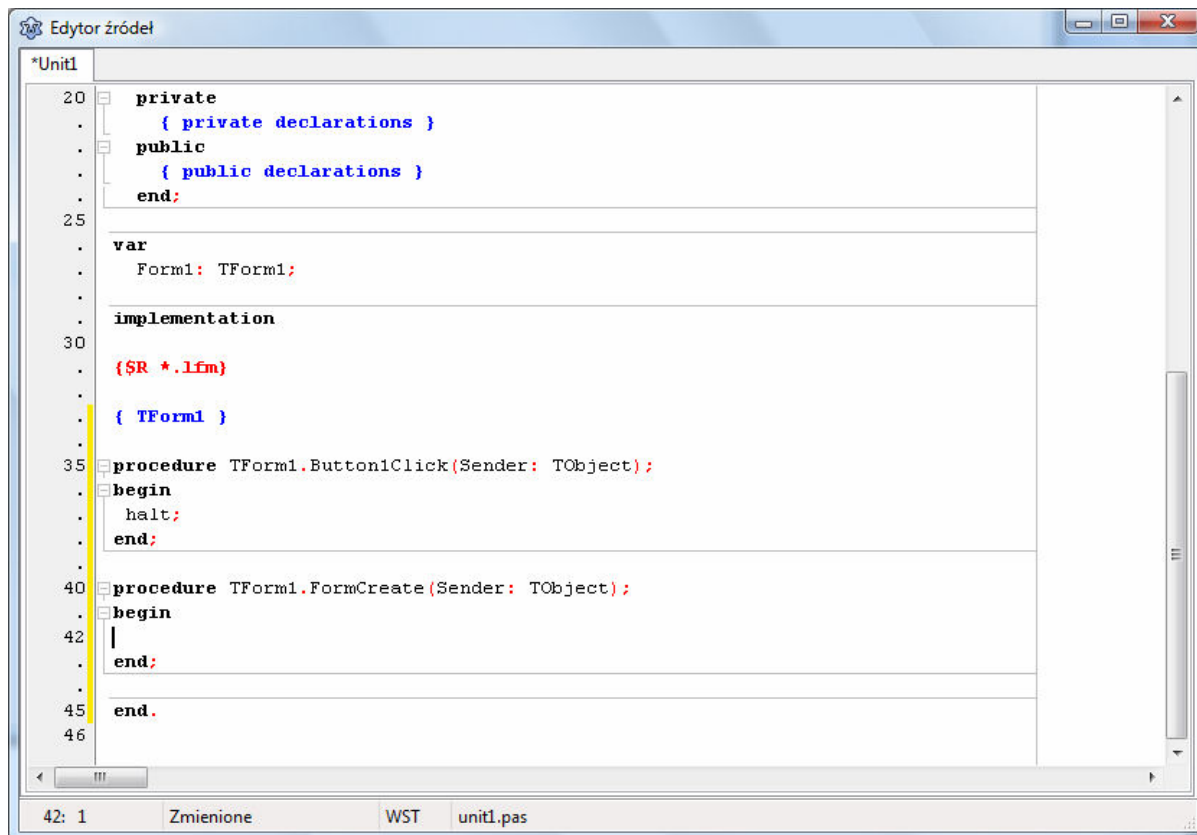 Edytor źródeł
*Unit1
20 private
. { private declarations }
. public
. { public declarations }
. end;
25
. var
. Form1: TForm1;
.
. implementation
30
. {$R *.lfm}
.
. { TForm1 }
.
35 procedure TForm1.Button1Click(Sender: TObject);
. begin
. halt;
. end;
.
40 procedure TForm1.FormCreate(Sender: TObject);
. begin
42
. end;
.
45 end.
46
42: 1 Zmienione WST unit1.pas